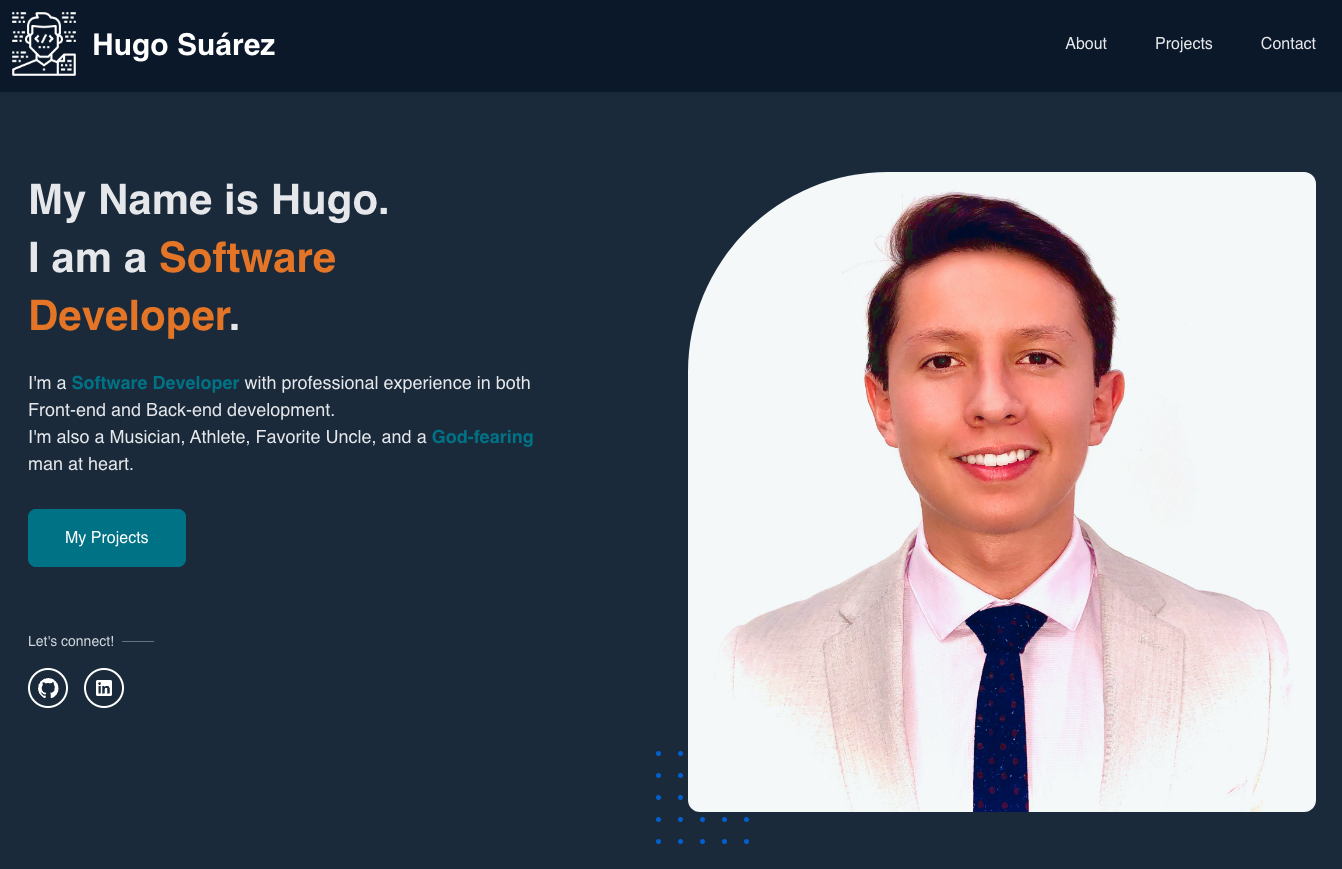 Hugo Suárez
About Projects Contact
My Name is Hugo.
I am a Software
Developer.
I'm a Software Developer with professional experience in both
Front-end and Back-end development.
I'm also a Musician, Athlete, Favorite Uncle, and a God-fearing
man at heart.
My Projects
Let's connect!
in